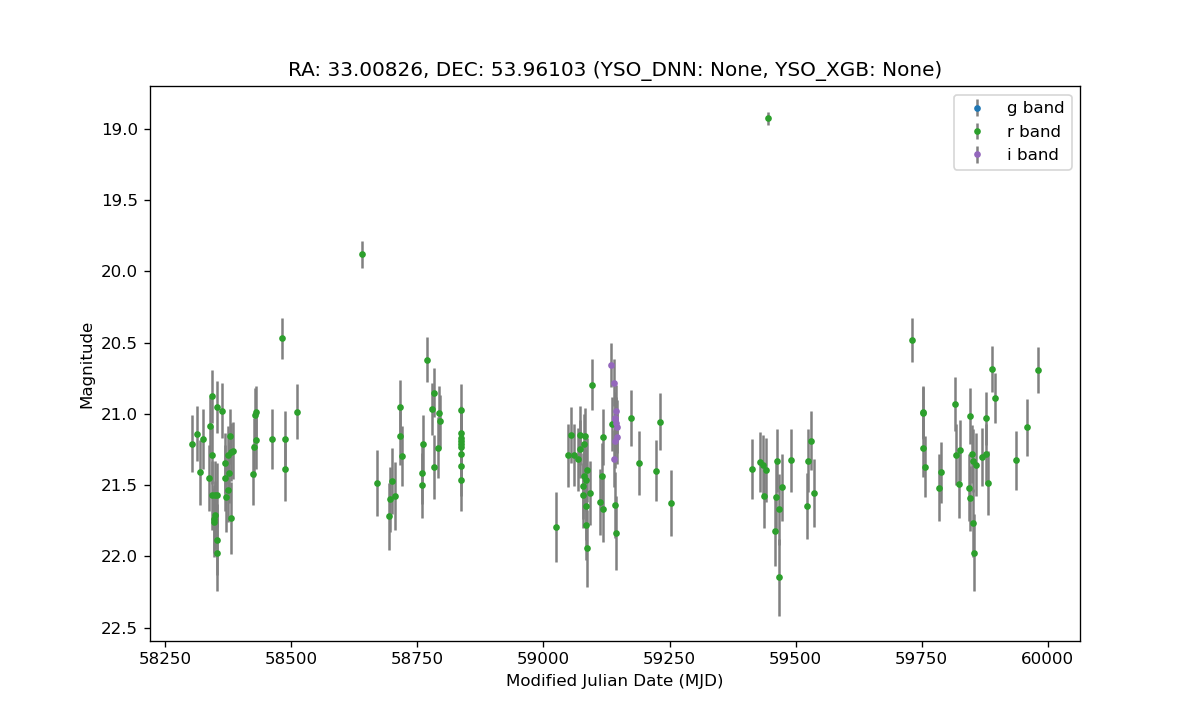 RA: 33.00826, DEC: 53.96103 (YSO_DNN: None, YSO_XGB: None)
g band
r band
i band
Magnitude
19.0
19.5
20.0
20.5
21.0
21.5
22.0
22.5
58250 58500 58750 59000 59250 59500 59750 60000
Modified Julian Date (MJD)